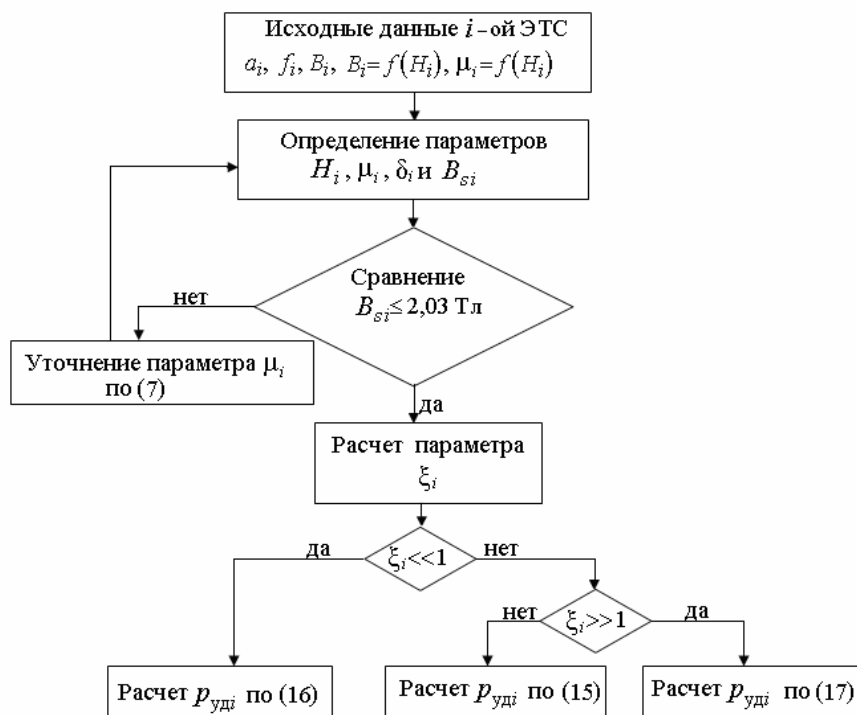 Исходные данные i-ой ЭТС
aᵢ, fᵢ, Bᵢ, Bᵢ=f(Hᵢ), μᵢ=f(Hᵢ)
Определение параметров
Hᵢ, μᵢ, δᵢ и Bₛᵢ
Сравнение
Bₛᵢ≤2,03 Тл
нет
Уточнение параметра μᵢ
по (7)
да
Расчет параметра
ξᵢ
да
ξᵢ<<1
нет
нет
ξᵢ>>1
да
Расчет pудᵢ по (16)
Расчет pудᵢ по (15)
Расчет pудᵢ по (17)